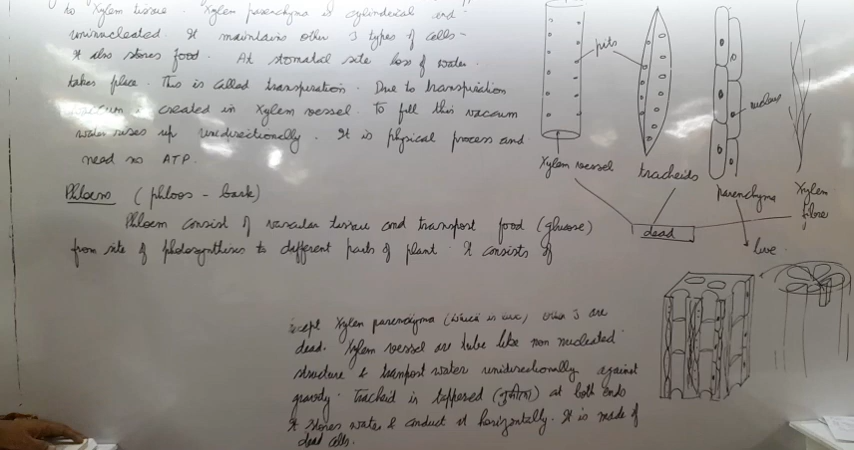 to Xylem tissue. Xylem parenchyma is cylinderical and
uninucleated. It maintains other 3 types of cells-
It also stores food. At stomatal site loss of water
takes place. This is called transpiration. Due to transpiration
vaccum is created in Xylem vessel. To fill this vacuum
water rises up unidirectionally. It is physical process and
need no ATP.
Phloem (phloos - bark)
Phloem consist of vascular tissue and transport food (glucose)
from site of photosynthesis to different parts of plant. It consists of
pits
nucleus
Xylem vessel
tracheids
parenchyma
Xylem
fibre
dead
live
except Xylem parenchyma (which is live) other 3 are
dead. Xylem vessel are tube like non nucleated
structure & transport water unidirectionally against
gravity. Tracheid is tappered at both ends
It stores water & conduct it horizontally. It is made of
dead cells.